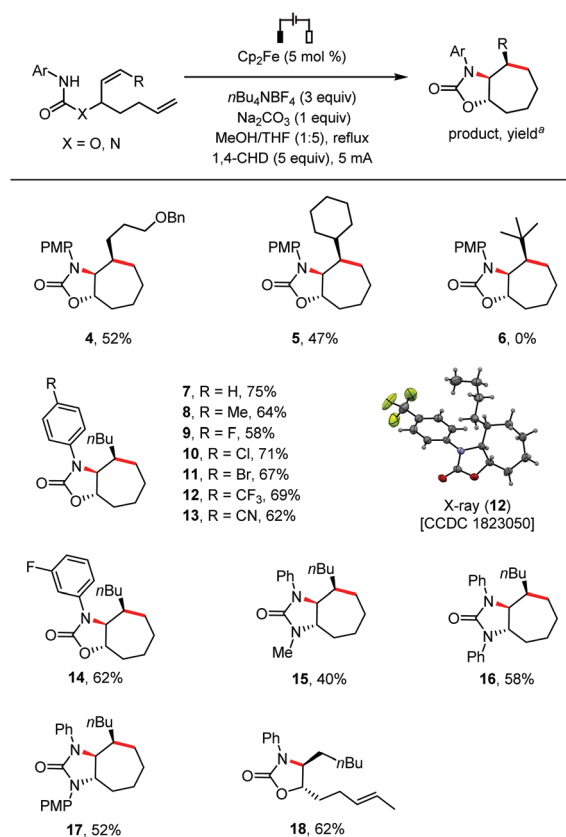 Cp2Fe (5 mol %)
Ar
NH
R
O
X
X = O, N
nBu4NBF4 (3 equiv)
Na2CO3 (1 equiv)
MeOH/THF (1:5), reflux
1,4-CHD (5 equiv), 5 mA
Ar
R
N
O
O
product, yieldᵃ
OBn
PMP
N
O
O
4, 52%
PMP
N
O
O
5, 47%
PMP
N
O
O
6, 0%
R
nBu
N
O
O
7, R = H, 75%
8, R = Me, 64%
9, R = F, 58%
10, R = Cl, 71%
11, R = Br, 67%
12, R = CF3, 69%
13, R = CN, 62%
X-ray (12)
[CCDC 1823050]
F
nBu
N
O
O
14, 62%
Ph
nBu
N
O
N
Me
15, 40%
Ph
nBu
N
O
N
Ph
16, 58%
Ph
nBu
N
O
N
PMP
17, 52%
Ph
N
nBu
O
O
18, 62%